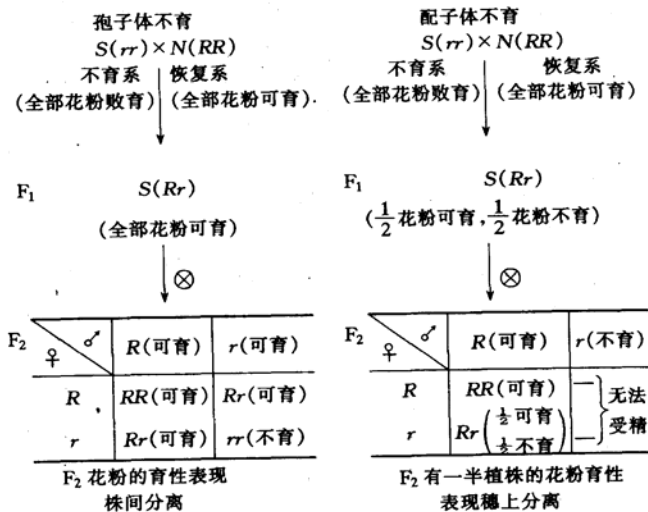 孢子体不育
S(rr)×N(RR)
不育系 恢复系
(全部花粉败育) (全部花粉可育).
F₁ S(Rr)
(全部花粉可育)
⊗
F₂ ♀ ♂ R(可育) r(可育)
R RR(可育) Rr(可育)
r Rr(可育) rr(不育)
F₂花粉的育性表现
株间分离
配子体不育
S(rr)×N(RR)
不育系 恢复系
(全部花粉败育) (全部花粉可育)
F₁ S(Rr)
(1/2花粉可育,1/2花粉不育)
⊗
F₂ ♀ ♂ R(可育) r(不育)
R RR(可育) — 无法
r Rr(1/2可育 1/2不育) — 受精
F₂有一半植株的花粉育性
表现穗上分离